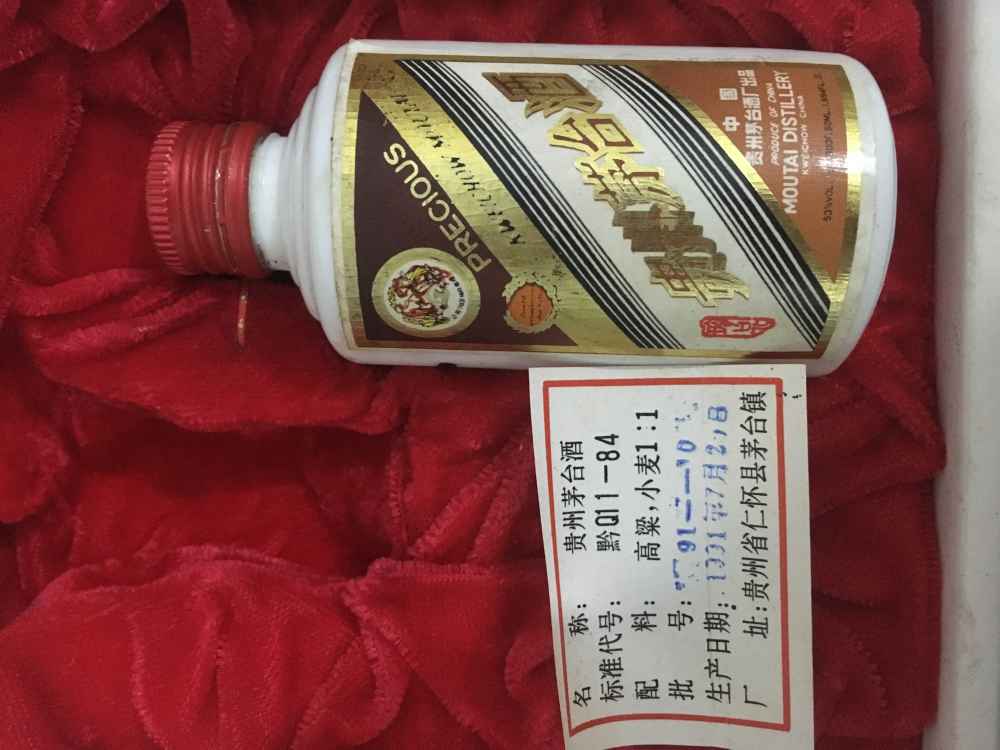 贵州茅台酒
KWEICHOW MOUTAI
PRECIOUS
中国
贵州茅台酒厂出品
PRODUCE OF CHINA
MOUTAI DISTILLERY
KWEICHOW CHINA
名称: 贵州茅台酒
标准代号: 黔Q11-84
配料: 高粱,小麦1:1
批号:
生产日期: 1991年7月
厂址: 贵州省仁怀县茅台镇